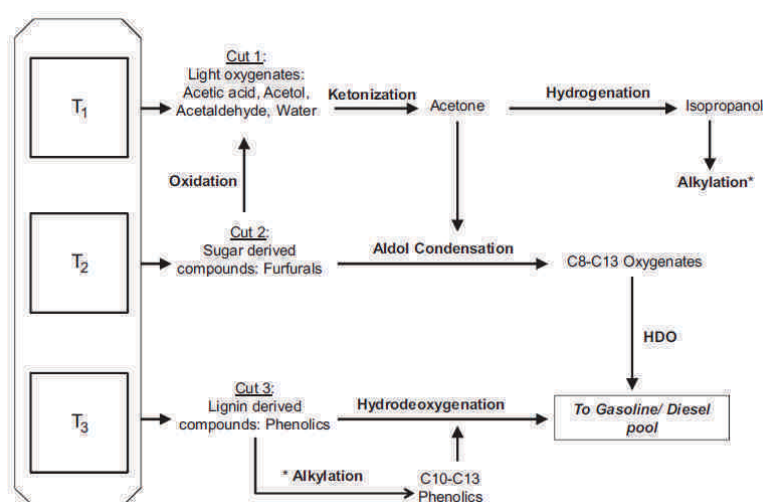 T1
Cut 1:
Light oxygenates:
Acetic acid, Acetol,
Acetaldehyde, Water
Ketonization
Acetone
Hydrogenation
Isopropanol
Alkylation*
Oxidation
T2
Cut 2:
Sugar derived
compounds: Furfurals
Aldol Condensation
C8-C13 Oxygenates
HDO
T3
Cut 3:
Lignin derived
compounds: Phenolics
Hydrodeoxygenation
To Gasoline/ Diesel
pool
* Alkylation
C10-C13
Phenolics